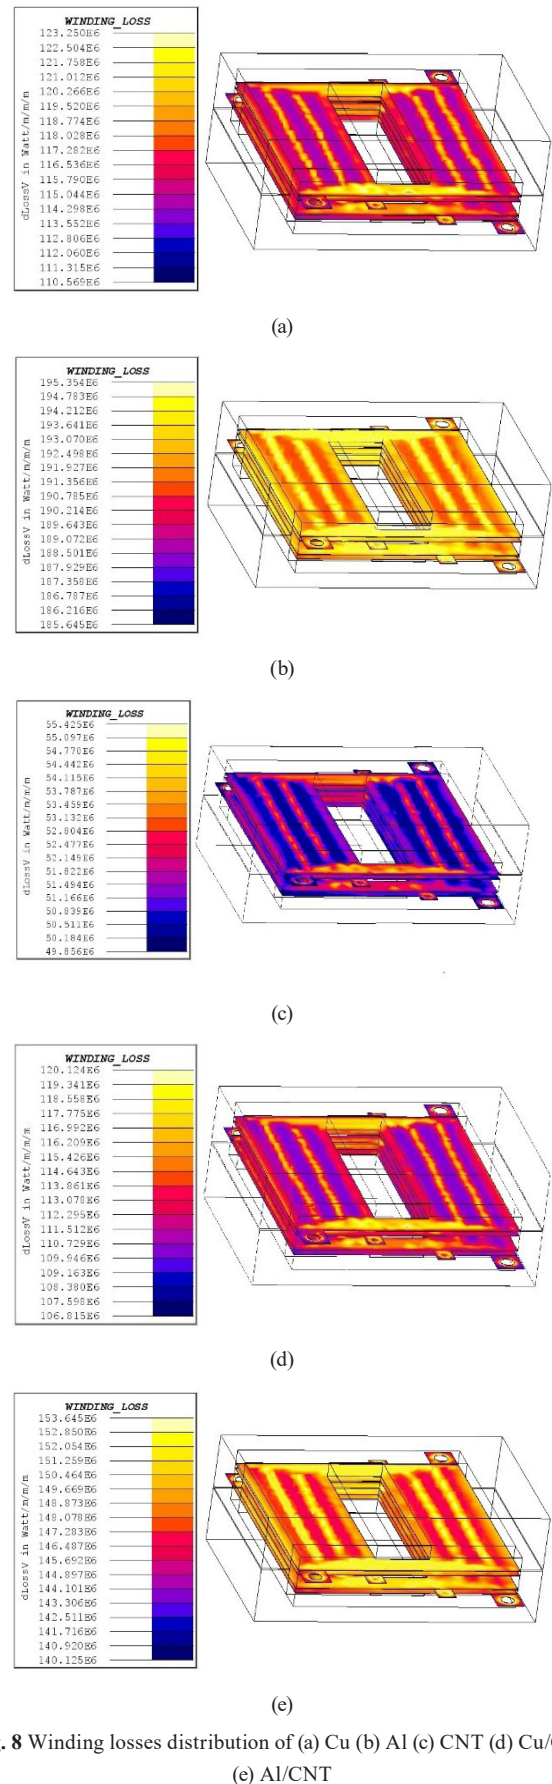 WINDING_LOSS
dLossV in Watt/m/m/m
123.250E6
122.504E6
121.758E6
121.012E6
120.266E6
119.520E6
118.774E6
118.028E6
117.282E6
116.536E6
115.790E6
115.044E6
114.298E6
113.552E6
112.806E6
112.060E6
111.315E6
110.569E6
(a)
WINDING_LOSS
dLossV in Watt/m/m/m
195.354E6
194.783E6
194.212E6
193.641E6
193.070E6
192.498E6
191.927E6
191.356E6
190.785E6
190.214E6
189.643E6
189.072E6
188.501E6
187.929E6
187.358E6
186.787E6
186.216E6
185.645E6
(b)
WINDING_LOSS
dLossV in Watt/m/m/m
55.425E6
55.097E6
54.770E6
54.442E6
54.115E6
53.787E6
53.459E6
53.132E6
52.804E6
52.477E6
52.149E6
51.822E6
51.494E6
51.166E6
50.839E6
50.511E6
50.184E6
49.856E6
(c)
WINDING_LOSS
dLossV in Watt/m/m/m
120.124E6
119.341E6
118.558E6
117.775E6
116.992E6
116.209E6
115.426E6
114.643E6
113.861E6
113.078E6
112.295E6
111.512E6
110.729E6
109.946E6
109.163E6
108.380E6
107.598E6
106.815E6
(d)
WINDING_LOSS
dLossV in Watt/m/m/m
153.645E6
152.850E6
152.054E6
151.259E6
150.464E6
149.669E6
148.873E6
148.078E6
147.283E6
146.487E6
145.692E6
144.897E6
144.101E6
143.306E6
142.511E6
141.716E6
140.920E6
140.125E6
(e)
8 Winding losses distribution of (a) Cu (b) Al (c) CNT (d)
(e) Al/CNT